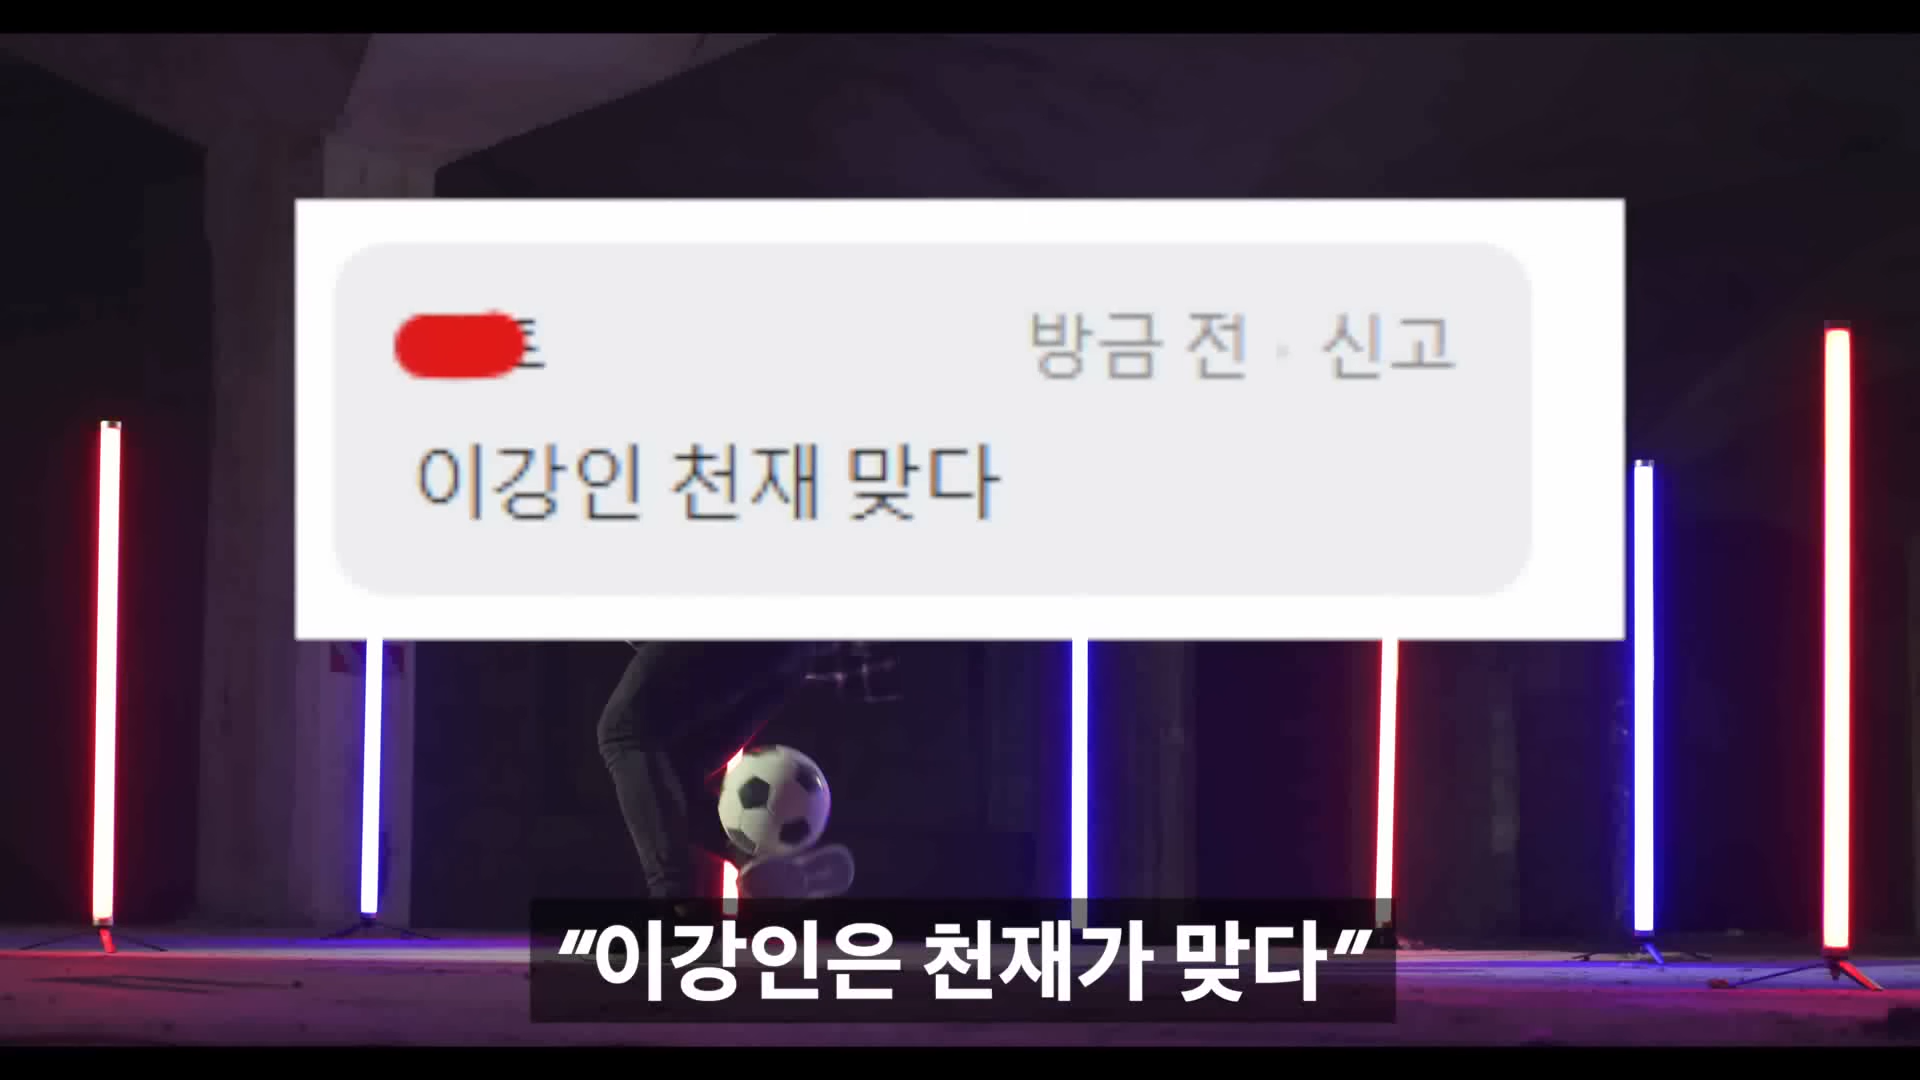 방금 전 · 신고
이강인 천재 맞다
“이강인은 천재가 맞다”